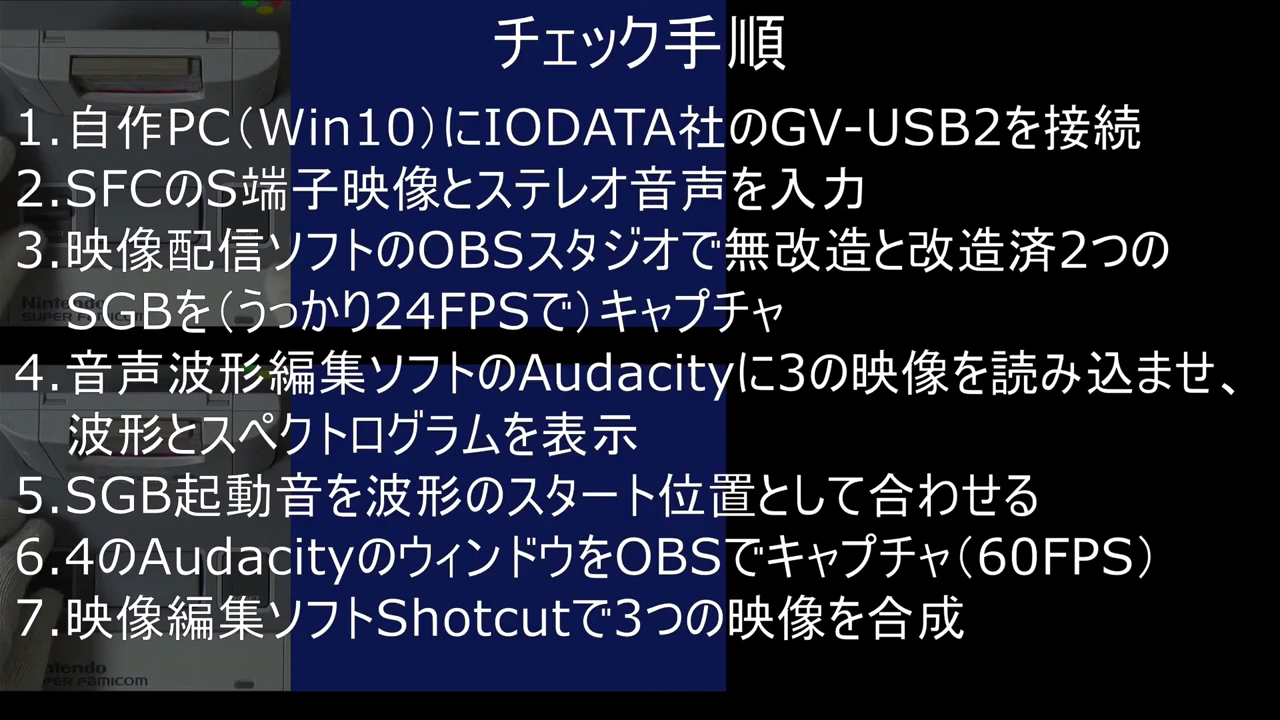 チェック手順
1.自作PC（Win10）にIODATA社のGV-USB2を接続
2.SFCのS端子映像とステレオ音声を入力
3.映像配信ソフトのOBSスタジオで無改造と改造済2つの
SGBを（うっかり24FPSで）キャプチャ
4.音声波形編集ソフトのAudacityに3の映像を読み込ませ、
波形とスペクトログラムを表示
5.SGB起動音を波形のスタート位置として合わせる
6.4のAudacityのウィンドウをOBSでキャプチャ（60FPS）
7.映像編集ソフトShotcutで3つの映像を合成
Nintendo
SUPER FAMICOM
Nintendo
SUPER FAMICOM